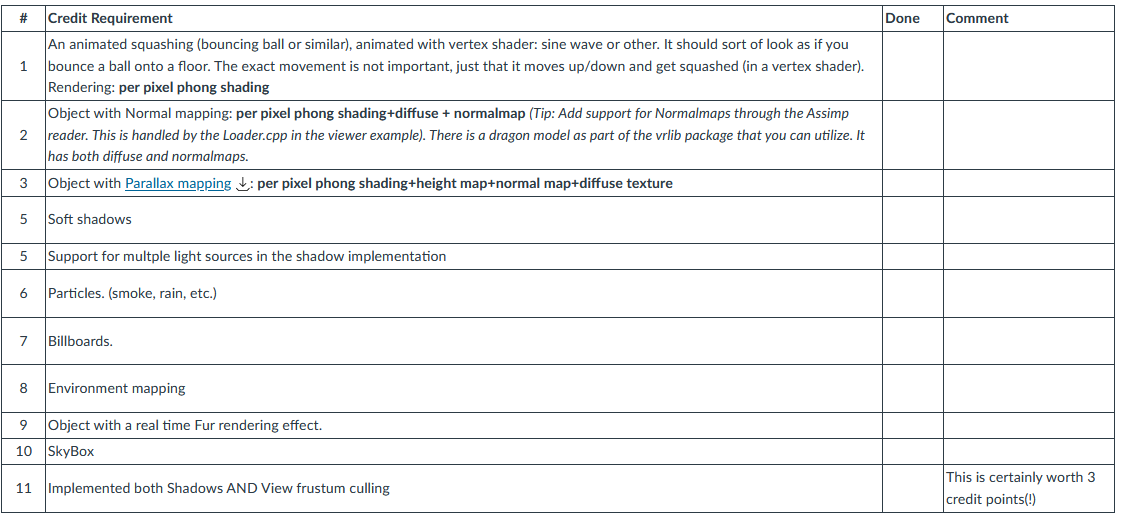 # Credit Requirement Done Comment
An animated squashing (bouncing ball or similar), animated with vertex shader: sine wave or other. It should sort of look as if you
1 bounce a ball onto a floor. The exact movement is not important, just that it moves up/down and get squashed (in a vertex shader).
Rendering: per pixel phong shading
Object with Normal mapping: per pixel phong shading+diffuse + normalmap (Tip: Add support for Normalmaps through the Assimp
2 reader. This is handled by the Loader.cpp in the viewer example). There is a dragon model as part of the vrlib package that you can utilize. It
has both diffuse and normalmaps.
3 Object with Parallax mapping : per pixel phong shading+height map+normal map+diffuse texture
5 Soft shadows
5 Support for multple light sources in the shadow implementation
6 Particles. (smoke, rain, etc.)
7 Billboards.
8 Environment mapping
9 Object with a real time Fur rendering effect.
10 SkyBox
11 Implemented both Shadows AND View frustum culling This is certainly worth 3
credit points(!)